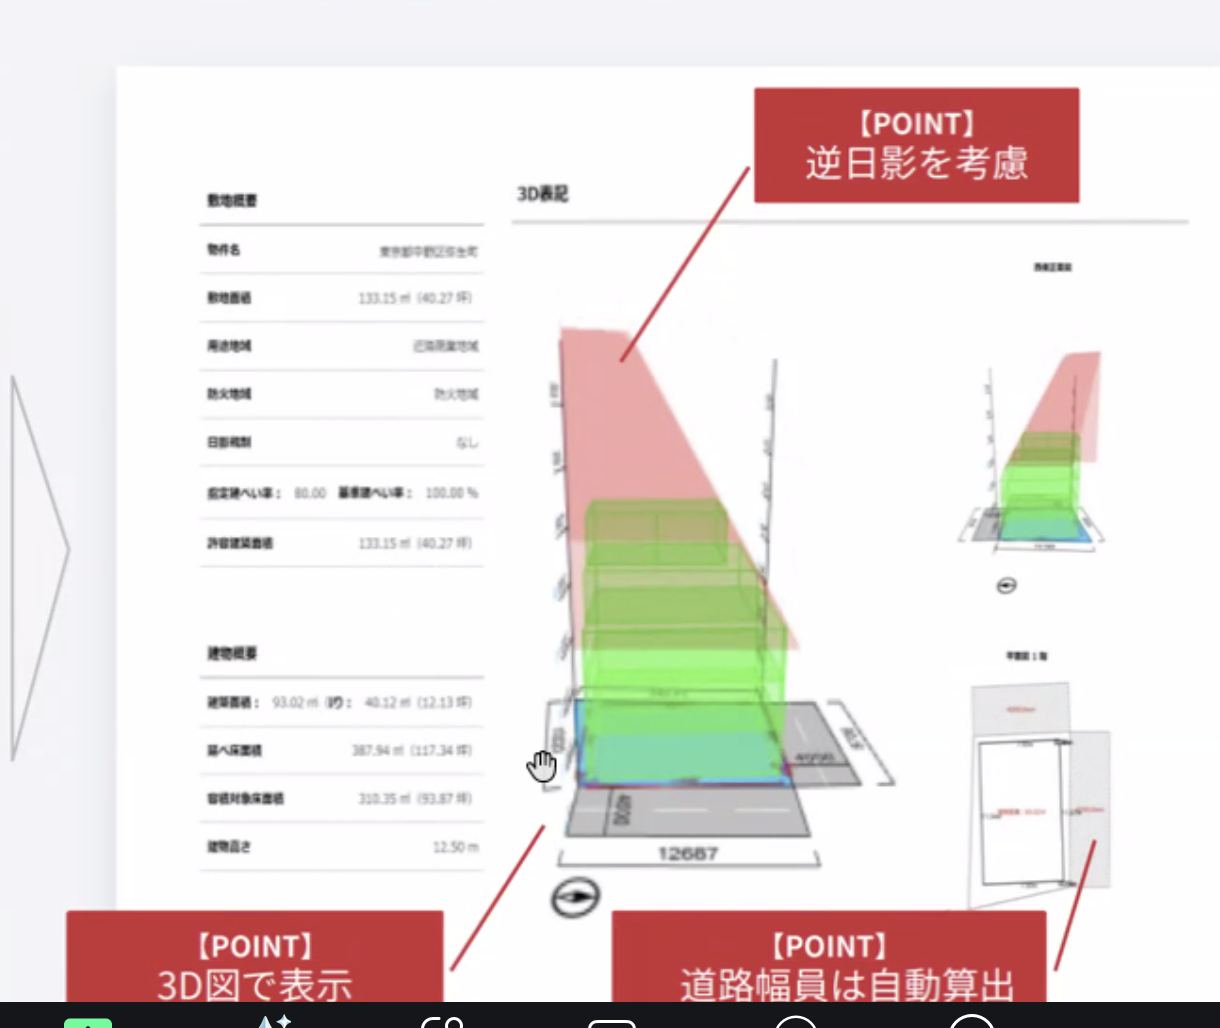 【POINT】
逆日影を考慮
敷地概要
物件名 東京都中野区弥生町
敷地面積 133.15 ㎡ (40.27 坪)
用途地域 近隣商業地域
防火地域 防火地域
日影規制 なし
指定建ぺい率: 80.00 基準建ぺい率: 100.00 %
許容建築面積 133.15 ㎡ (40.27 坪)
建物概要
建築面積: 93.02 ㎡ 40.12 ㎡ (12.13 坪)
延べ床面積 387.94 ㎡ (117.34 坪)
容積対象床面積 310.35 ㎡ (93.87 坪)
建物高さ 12.50 m
3D表記
4000
4000
12687
平面図 1 階
【POINT】
3D図で表示
【POINT】
道路幅員は自動算出